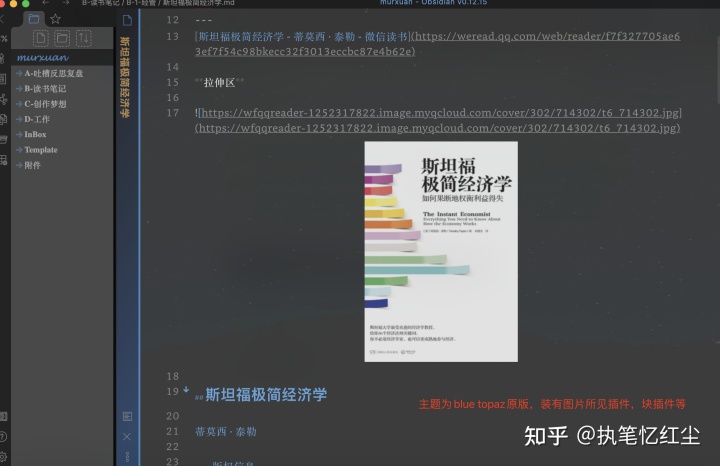 B-读书笔记 / B-1-经管 / 斯坦福极简经济学.md
murxuan - Obsidian v0.12.15
murxuan
A-吐槽反思复盘
B-读书笔记
C-创作梦想
D-工作
InBox
Template
附件
斯坦福极简经济学
12 ---
13 [斯坦福极简经济学 - 蒂莫西·泰勒 - 微信读书](https://weread.qq.com/web/reader/f7f327705ae6
3ef7f54c98bkecc32f3013eccbc87e4b62e)
14
15 **拉伸区**
16
17 ![https://wfqqreader-1252317822.image.myqcloud.com/cover/302/714302/t6_714302.jpg]
(https://wfqqreader-1252317822.image.myqcloud.com/cover/302/714302/t6_714302.jpg)
斯坦福
极简经济学
如何果断地权衡利益得失
The Instant Economist
Everything You Need to Know About
How the Economy Works
18
19 ## 斯坦福极简经济学
主题为 blue topaz 原版，装有图片所见插件，块插件等
20
21 蒂莫西·泰勒
22
23
知乎 @执笔忆红尘